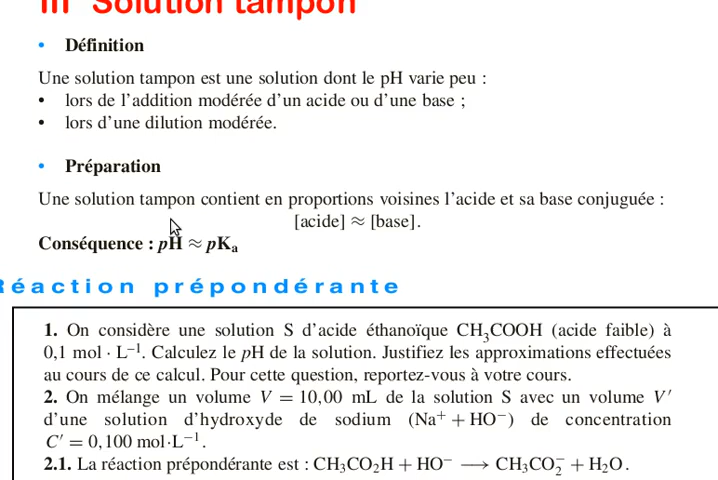 III Solution tampon
• Définition
Une solution tampon est une solution dont le pH varie peu :
• lors de l'addition modérée d'un acide ou d'une base ;
• lors d'une dilution modérée.
• Préparation
Une solution tampon contient en proportions voisines l'acide et sa base conjuguée :
[acide] ≈ [base].
Conséquence : pH ≈ pKₐ
Réaction prépondérante
1. On considère une solution S d'acide éthanoïque CH₃COOH (acide faible) à
0,1 mol · L⁻¹. Calculez le pH de la solution. Justifiez les approximations effectuées
au cours de ce calcul. Pour cette question, reportez-vous à votre cours.
2. On mélange un volume V = 10,00 mL de la solution S avec un volume V′
d'une solution d'hydroxyde de sodium (Na⁺ + HO⁻) de concentration
C′ = 0,100 mol·L⁻¹.
2.1. La réaction prépondérante est : CH₃CO₂H + HO⁻ ⟶ CH₃CO₂⁻ + H₂O.